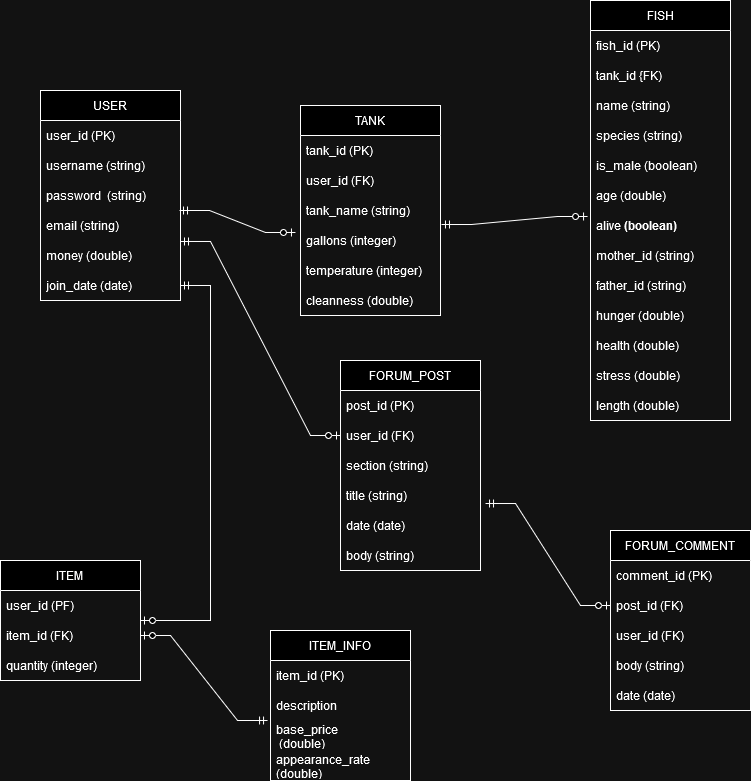 FISH
fish_id (PK)
tank_id {FK)
name (string)
species (string)
is_male (boolean)
age (double)
alive (boolean)
mother_id (string)
father_id (string)
hunger (double)
health (double)
stress (double)
length (double)
USER
user_id (PK)
username (string)
password  (string)
email (string)
money (double)
join_date (date)
TANK
tank_id (PK)
user_id (FK)
tank_name (string)
gallons (integer)
temperature (integer)
cleanness (double)
FORUM_POST
post_id (PK)
user_id (FK)
section (string)
title (string)
date (date)
body (string)
FORUM_COMMENT
comment_id (PK)
post_id (FK)
user_id (FK)
body (string)
date (date)
ITEM
user_id (PF)
item_id (FK)
quantity (integer)
ITEM_INFO
item_id (PK)
description
base_price
(double)
appearance_rate
(double)